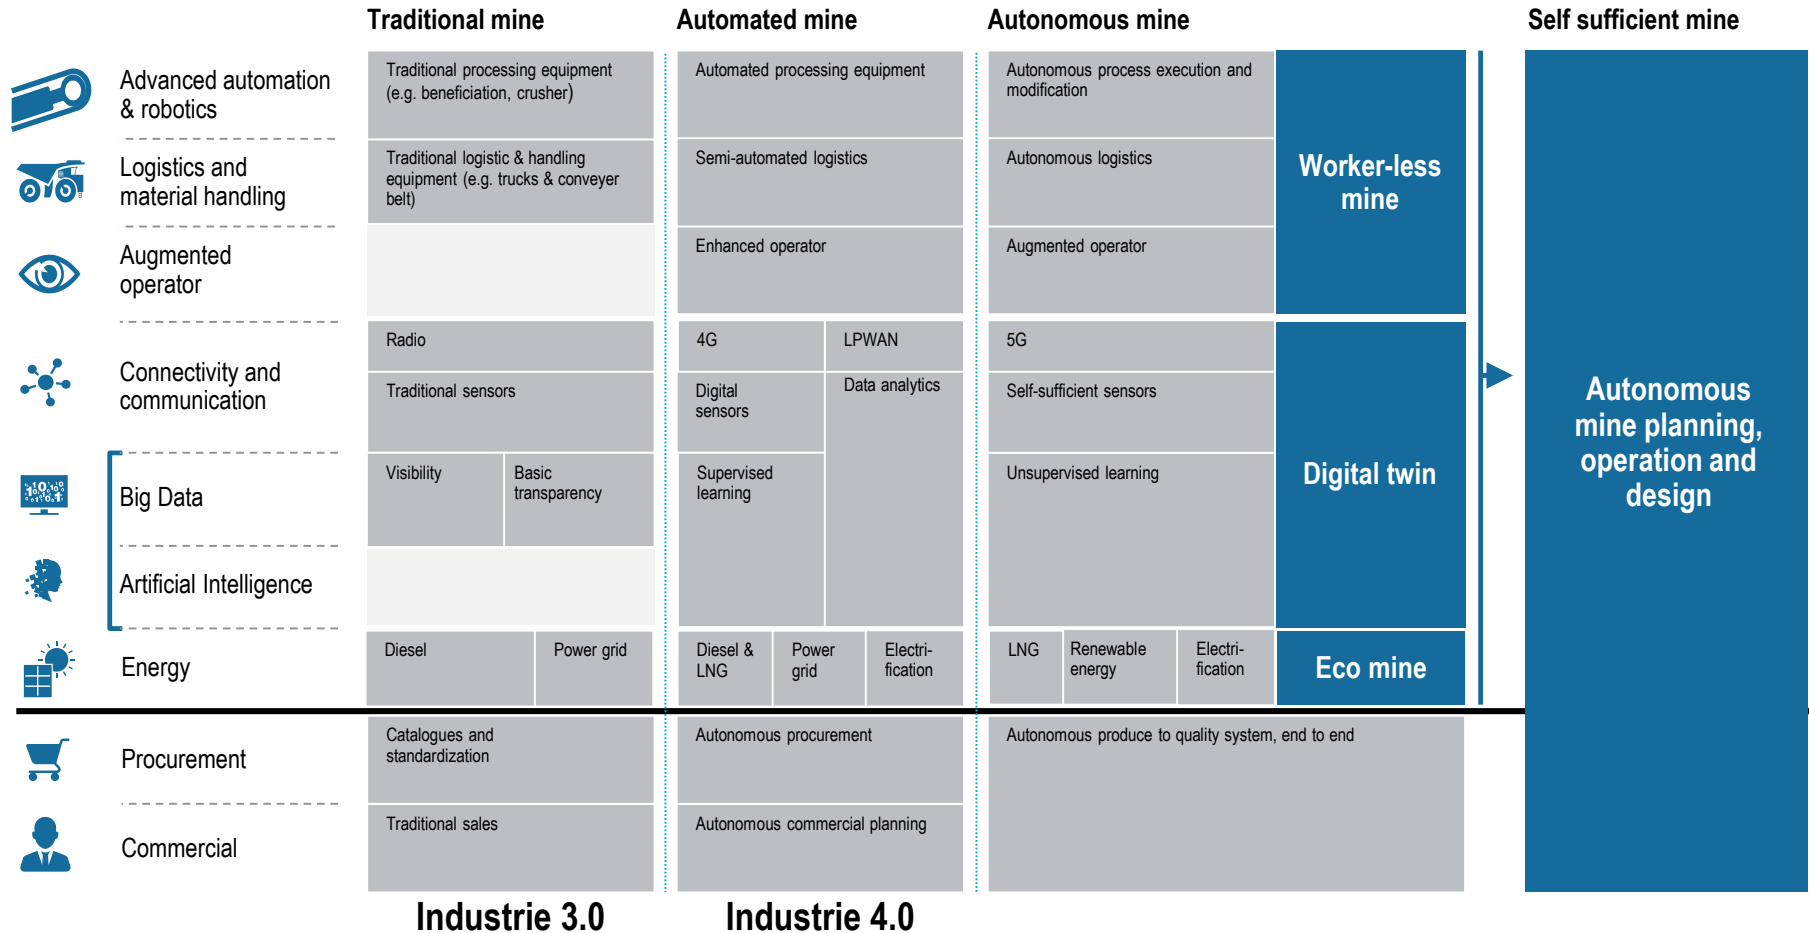 Traditional mine
Automated mine
Autonomous mine
Self sufficient mine
Advanced automation
& robotics
Traditional processing equipment
(e.g. beneficiation, crusher)
Automated processing equipment
Autonomous process execution and
modification
Logistics and
material handling
Traditional logistic & handling
equipment (e.g. trucks & conveyer
belt)
Semi-automated logistics
Autonomous logistics
Worker-less
mine
Augmented
operator
Enhanced operator
Augmented operator
Connectivity and
communication
Radio
4G
LPWAN
5G
Traditional sensors
Digital
sensors
Data analytics
Self-sufficient sensors
Autonomous
mine planning,
operation and
design
Big Data
Visibility
Basic
transparency
Supervised
learning
Unsupervised learning
Digital twin
Artificial Intelligence
Energy
Diesel
Power grid
Diesel &
LNG
Power
grid
Electri-
fication
LNG
Renewable
energy
Electri-
fication
Eco mine
Procurement
Catalogues and
standardization
Autonomous procurement
Autonomous produce to quality system, end to end
Commercial
Traditional sales
Autonomous commercial planning
Industrie 3.0
Industrie 4.0